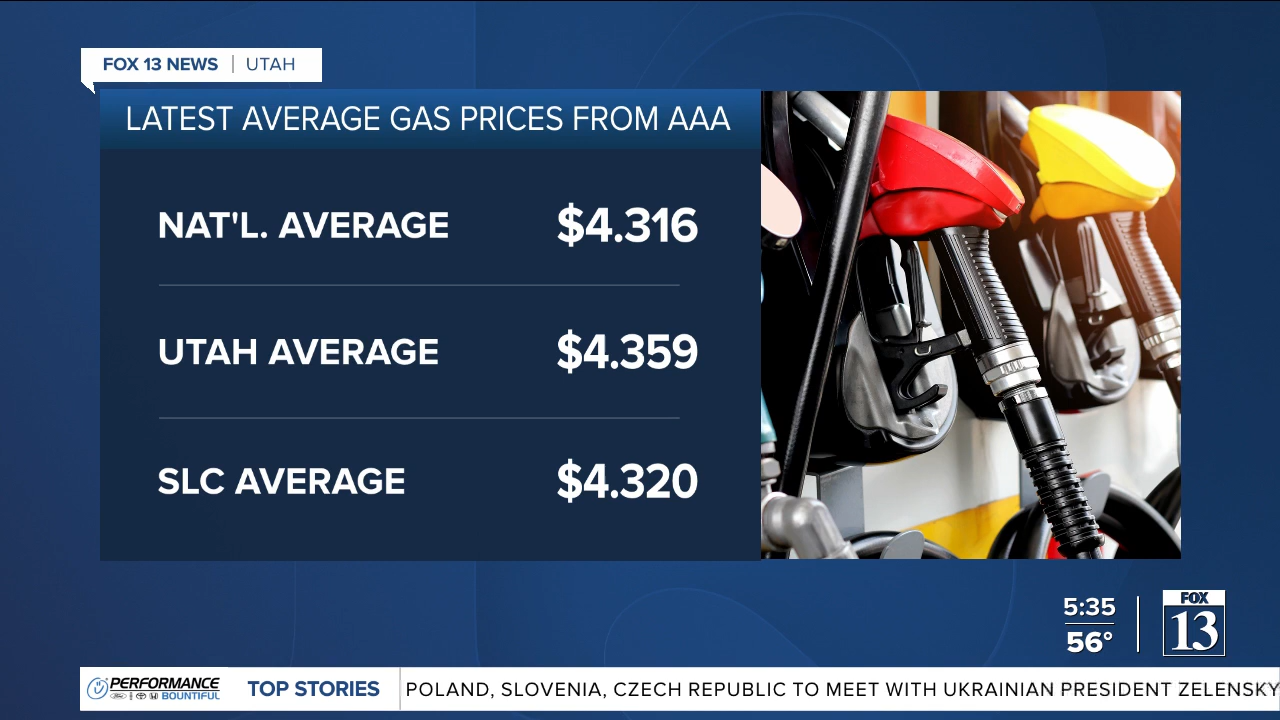 FOX 13 NEWS | UTAH
LATEST AVERAGE GAS PRICES FROM AAA
NAT'L. AVERAGE $4.316
UTAH AVERAGE $4.359
SLC AVERAGE $4.320
5:35
56°
FOX
13
PERFORMANCE
BOUNTIFUL
TOP STORIES
POLAND, SLOVENIA, CZECH REPUBLIC TO MEET WITH UKRAINIAN PRESIDENT ZELENSKY